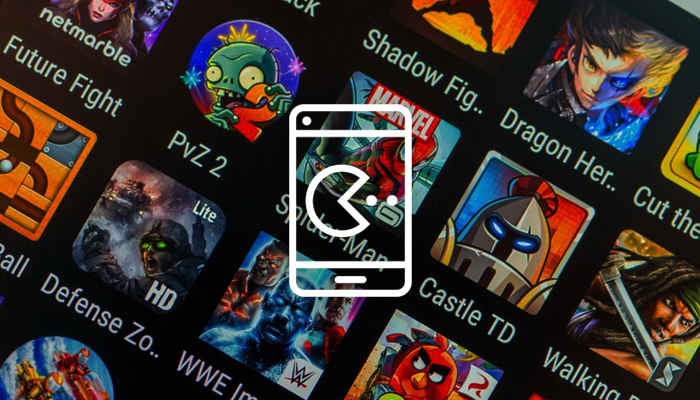 netmarble
Future Fight
PvZ 2
Shadow Fig..
Dragon Her..
Cut the
MARVEL
Spider-Man
Lite
HD
Ball
Defense Zo..
WWE Im
W
Castle TD
Walking